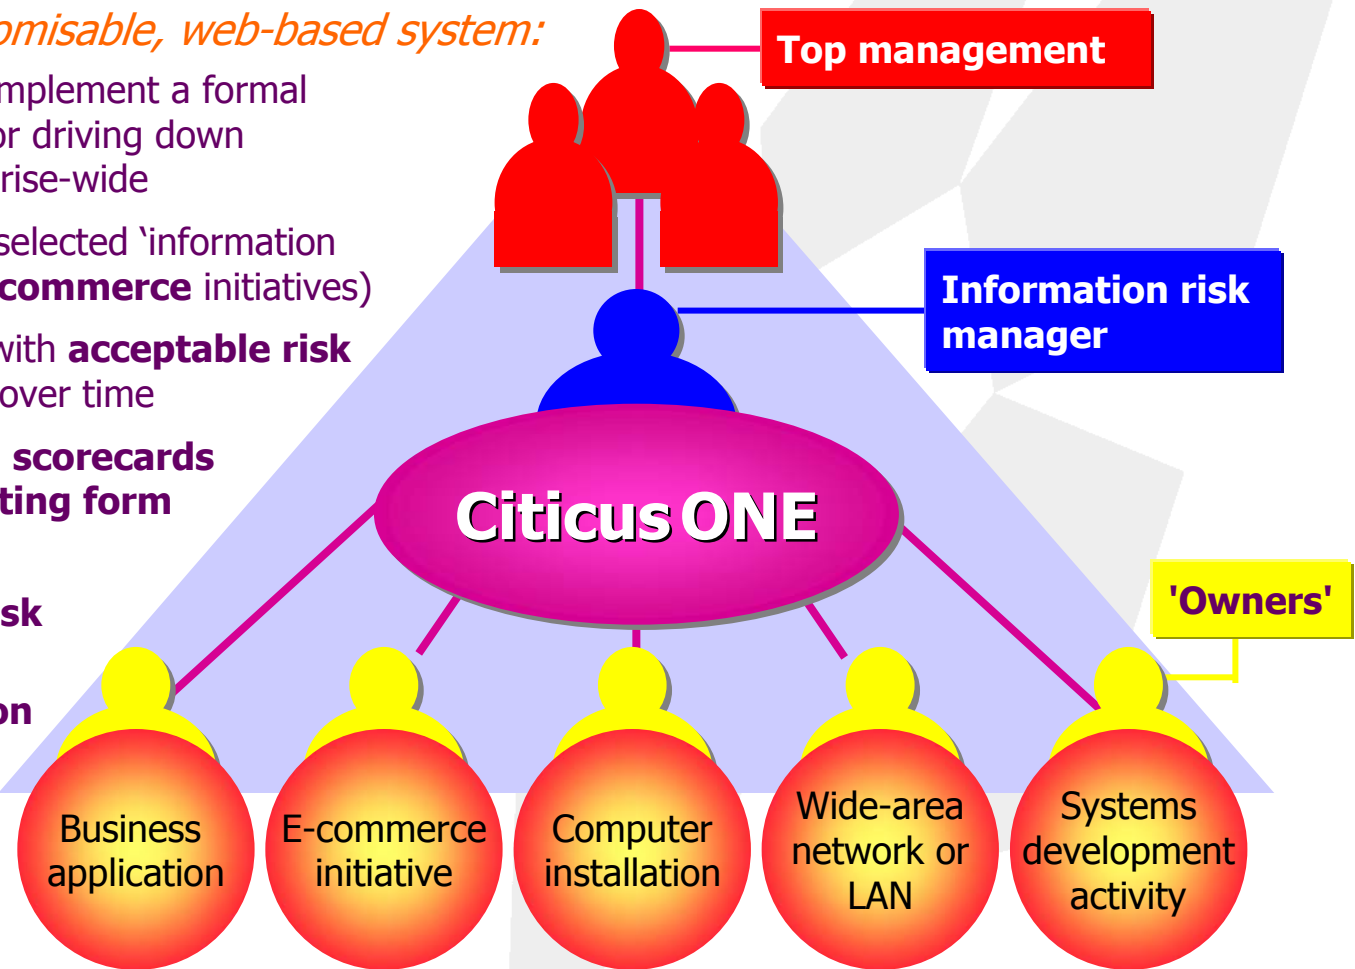 omisable, web-based system:
mplement a formal
or driving down
rise-wide
selected ‘information
commerce initiatives)
with acceptable risk
over time
scorecards
ting form
sk
on
Top management
Information risk
manager
Citicus ONE
'Owners'
Business
application
E-commerce
initiative
Computer
installation
Wide-area
network or
LAN
Systems
development
activity